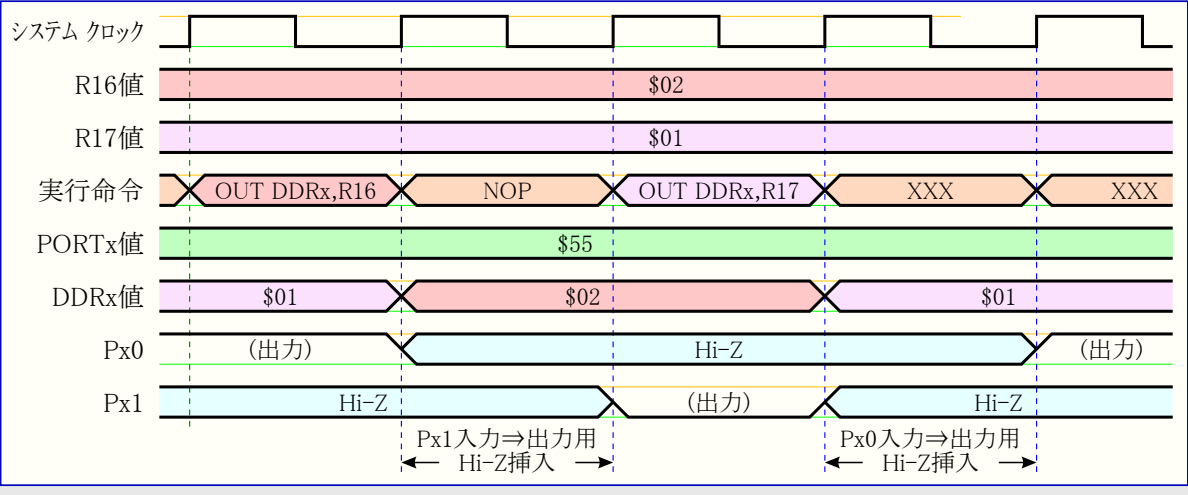 システム クロック
R16値 $02
R17値 $01
実行命令 OUT DDRx,R16 NOP OUT DDRx,R17 XXX XXX
PORTx値 $55
DDRx値 $01 $02 $01
Px0 (出力) Hi-Z (出力)
Px1 Hi-Z (出力) Hi-Z
Px1入力⇒出力用 Px0入力⇒出力用
Hi-Z挿入 Hi-Z挿入